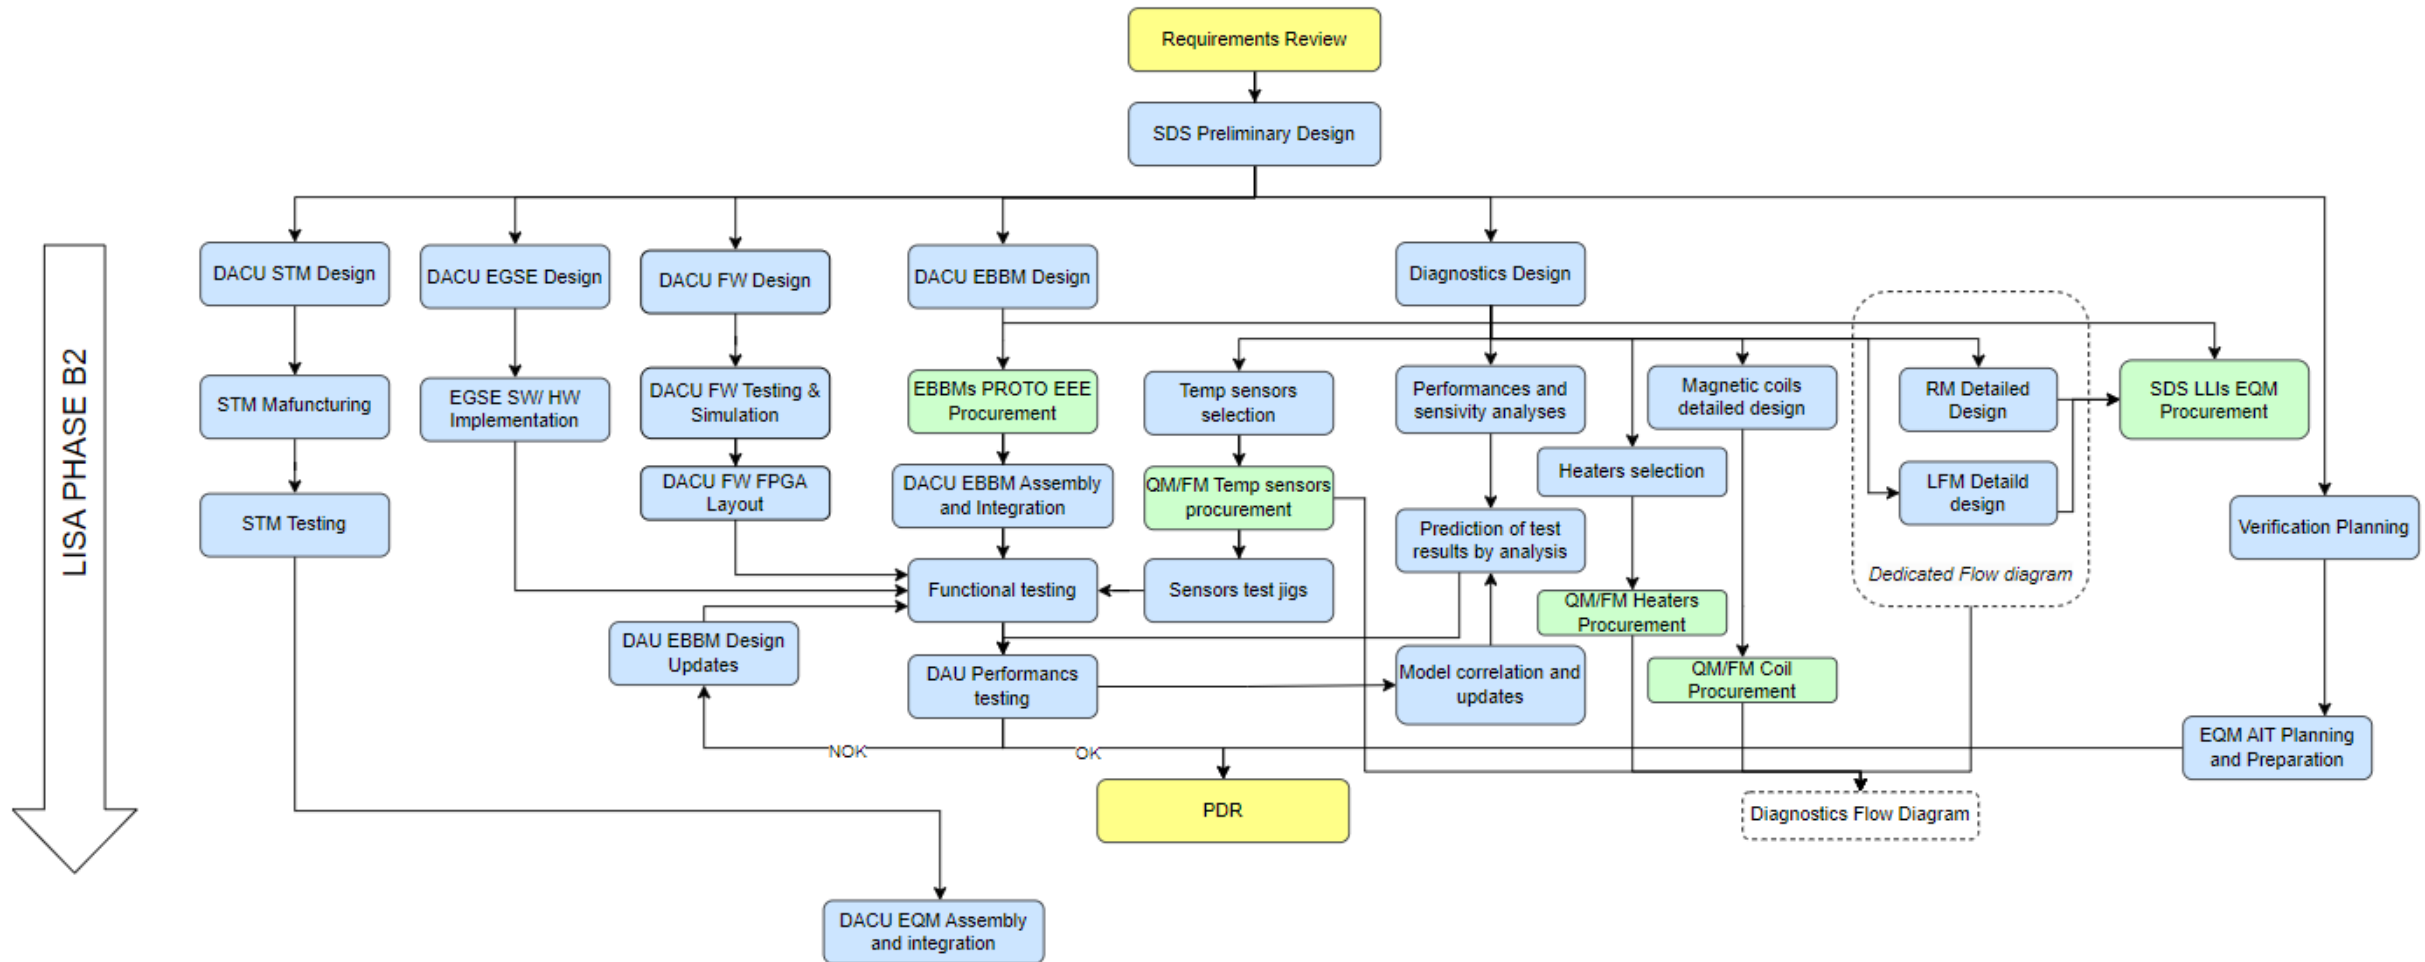 Requirements Review
SDS Preliminary Design
LISA PHASE B2
DACU STM Design
DACU EGSE Design
DACU FW Design
DACU EBBM Design
Diagnostics Design
STM Mafuncturing
EGSE SW/ HW
Implementation
DACU FW Testing &
Simulation
EBBMs PROTO EEE
Procurement
Temp sensors
selection
Performances and
sensivity analyses
Magnetic coils
detailed design
RM Detailed
Design
SDS LLIs EQM
Procurement
STM Testing
DACU FW FPGA
Layout
DACU EBBM Assembly
and Integration
QM/FM Temp sensors
procurement
Heaters selection
LFM Detaild
design
Verification Planning
Prediction of test
results by analysis
Functional testing
Sensors test jigs
Dedicated Flow diagram
QM/FM Heaters
Procurement
DAU EBBM Design
Updates
DAU Performancs
testing
Model correlation and
updates
QM/FM Coil
Procurement
EQM AIT Planning
and Preparation
NOK
OK
PDR
Diagnostics Flow Diagram
DACU EQM Assembly
and integration